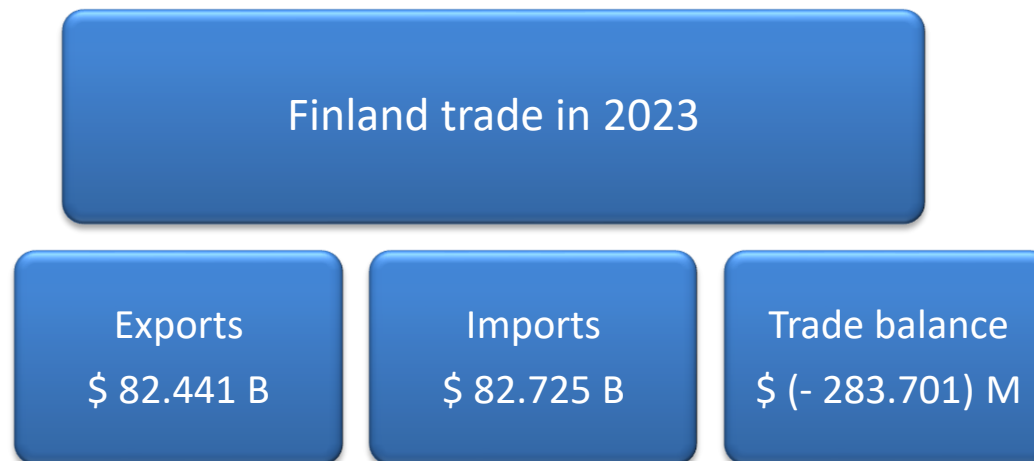 Finland trade in 2023
Exports
$ 82.441 B
Imports
$ 82.725 B
Trade balance
$ (- 283.701) M